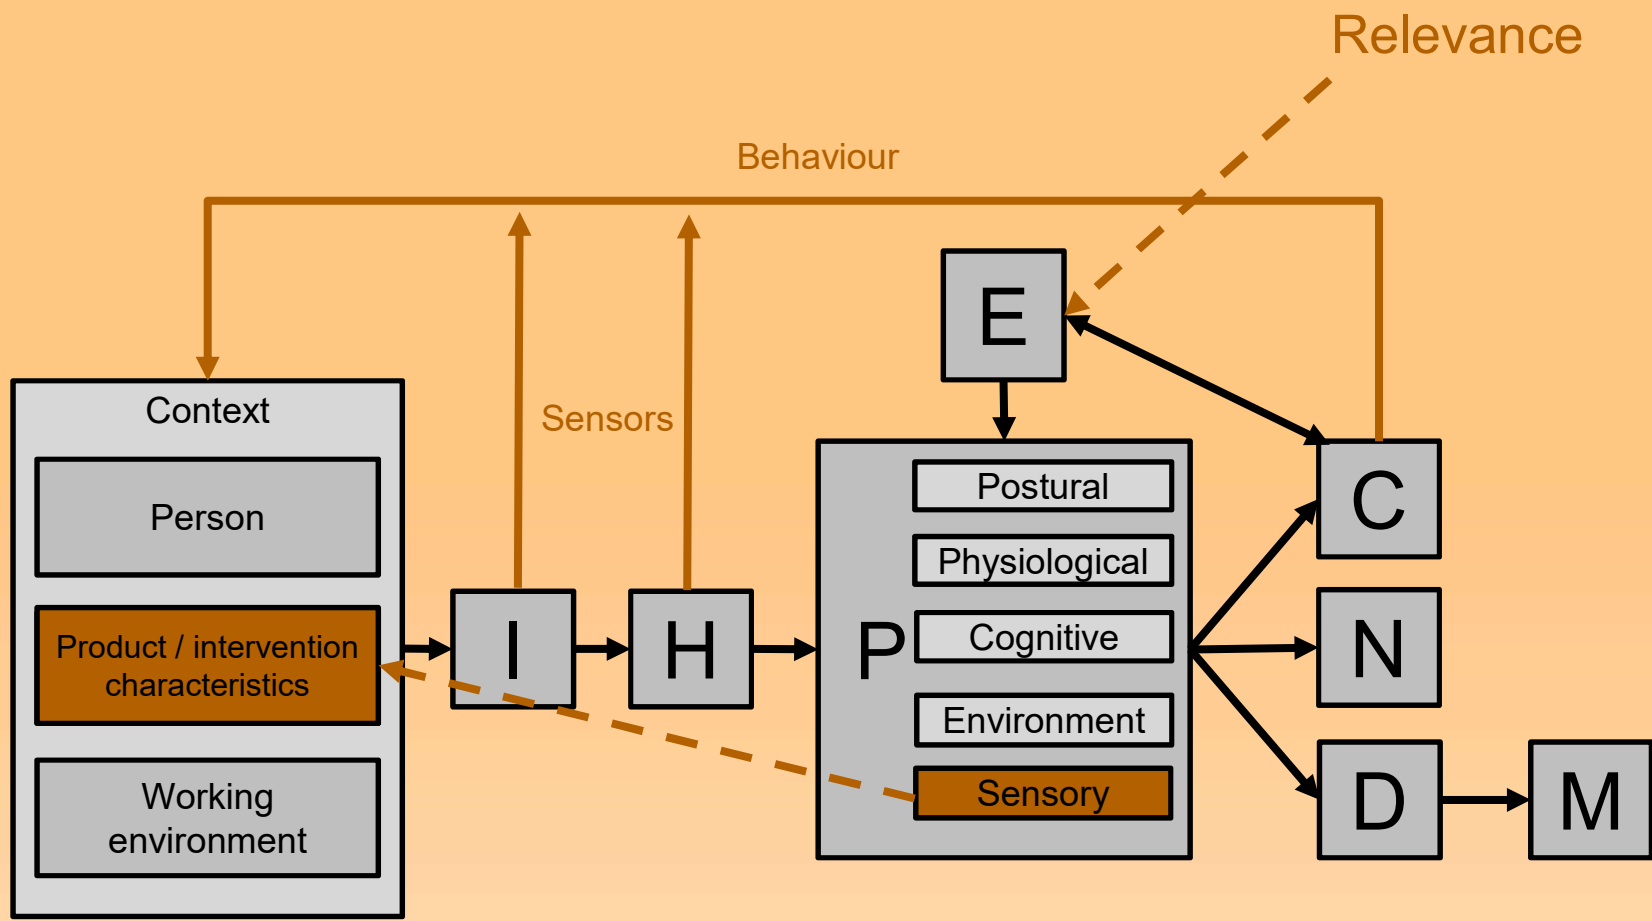 Relevance
Behaviour
Sensors
Context
Person
Product / intervention
characteristics
Working
environment
I
H
E
P
Postural
Physiological
Cognitive
Environment
Sensory
C
N
D
M